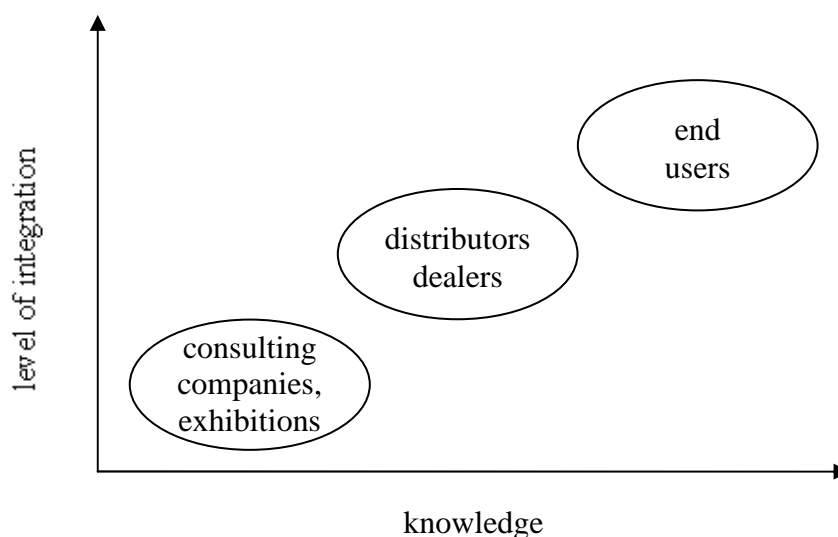 end
users
distributors
dealers
consulting
companies,
exhibitions
level of integration
knowledge